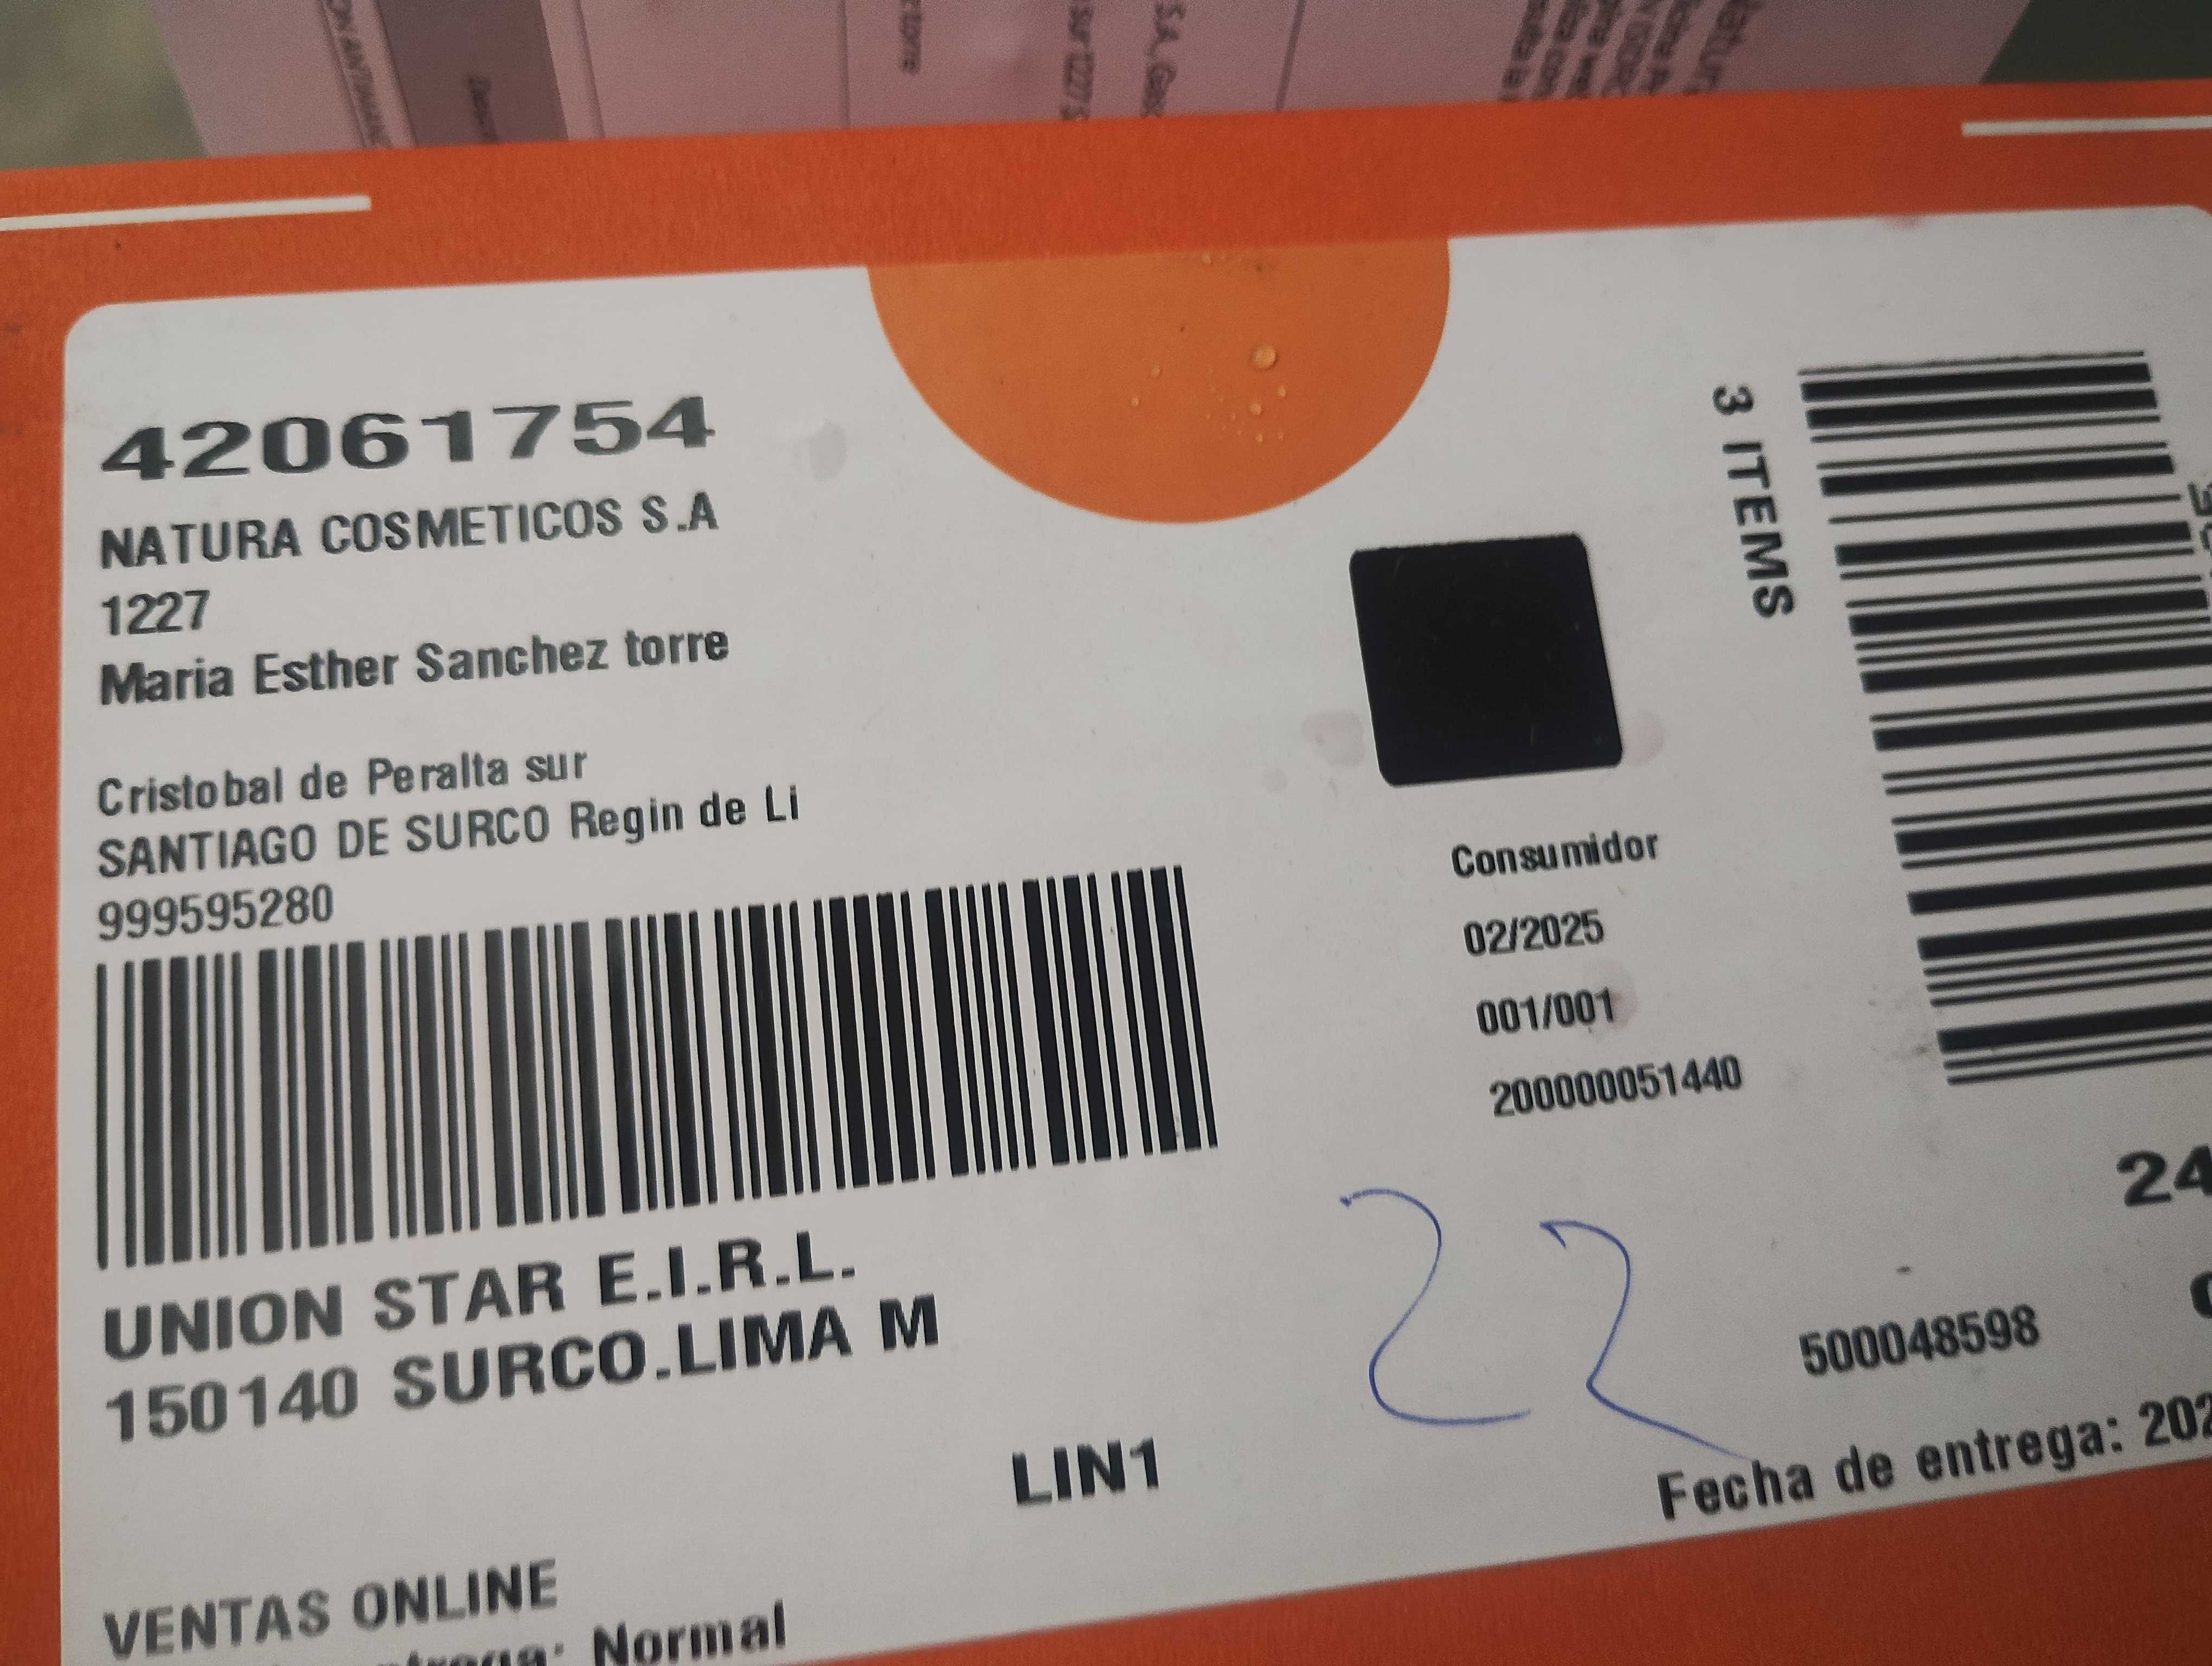 42061754
NATURA COSMETICOS S.A
1227
Maria Esther Sanchez torre
Cristobal de Peralta sur
SANTIAGO DE SURCO Regin de Li
999595280
UNION STAR E.I.R.L.
150140 SURCO.LIMA M
LIN1
VENTAS ONLINE
Normal
3 ITEMS
Consumidor
02/2025
001/001
200000051440
22
24
500048598
Fecha de entrega: 202